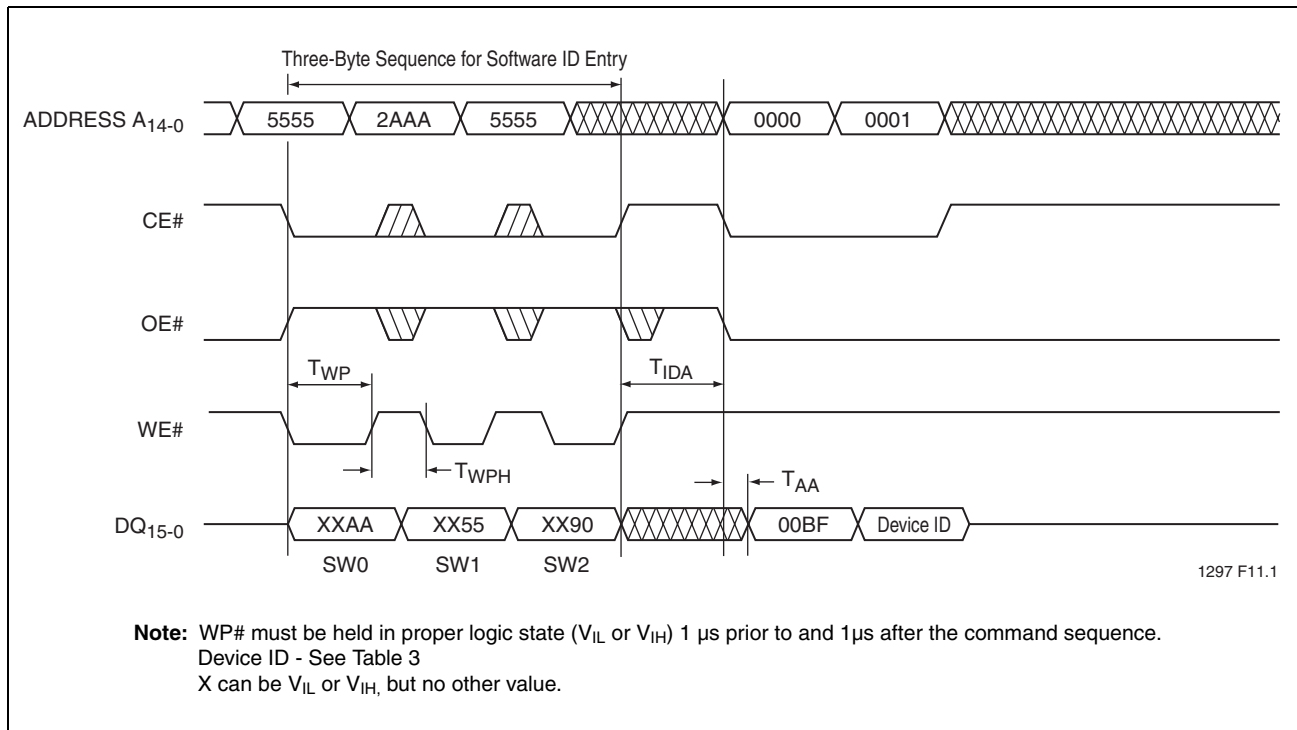 Three-Byte Sequence for Software ID Entry
ADDRESS A14-0 5555 2AAA 5555 0000 0001
CE#
OE#
TWP TIDA
WE#
TWPH TAA
DQ15-0 XXAA XX55 XX90 00BF Device ID
SW0 SW1 SW2
1297 F11.1
Note: WP# must be held in proper logic state (VIL or VIH) 1 µs prior to and 1µs after the command sequence.
Device ID - See Table 3
X can be VIL or VIH, but no other value.